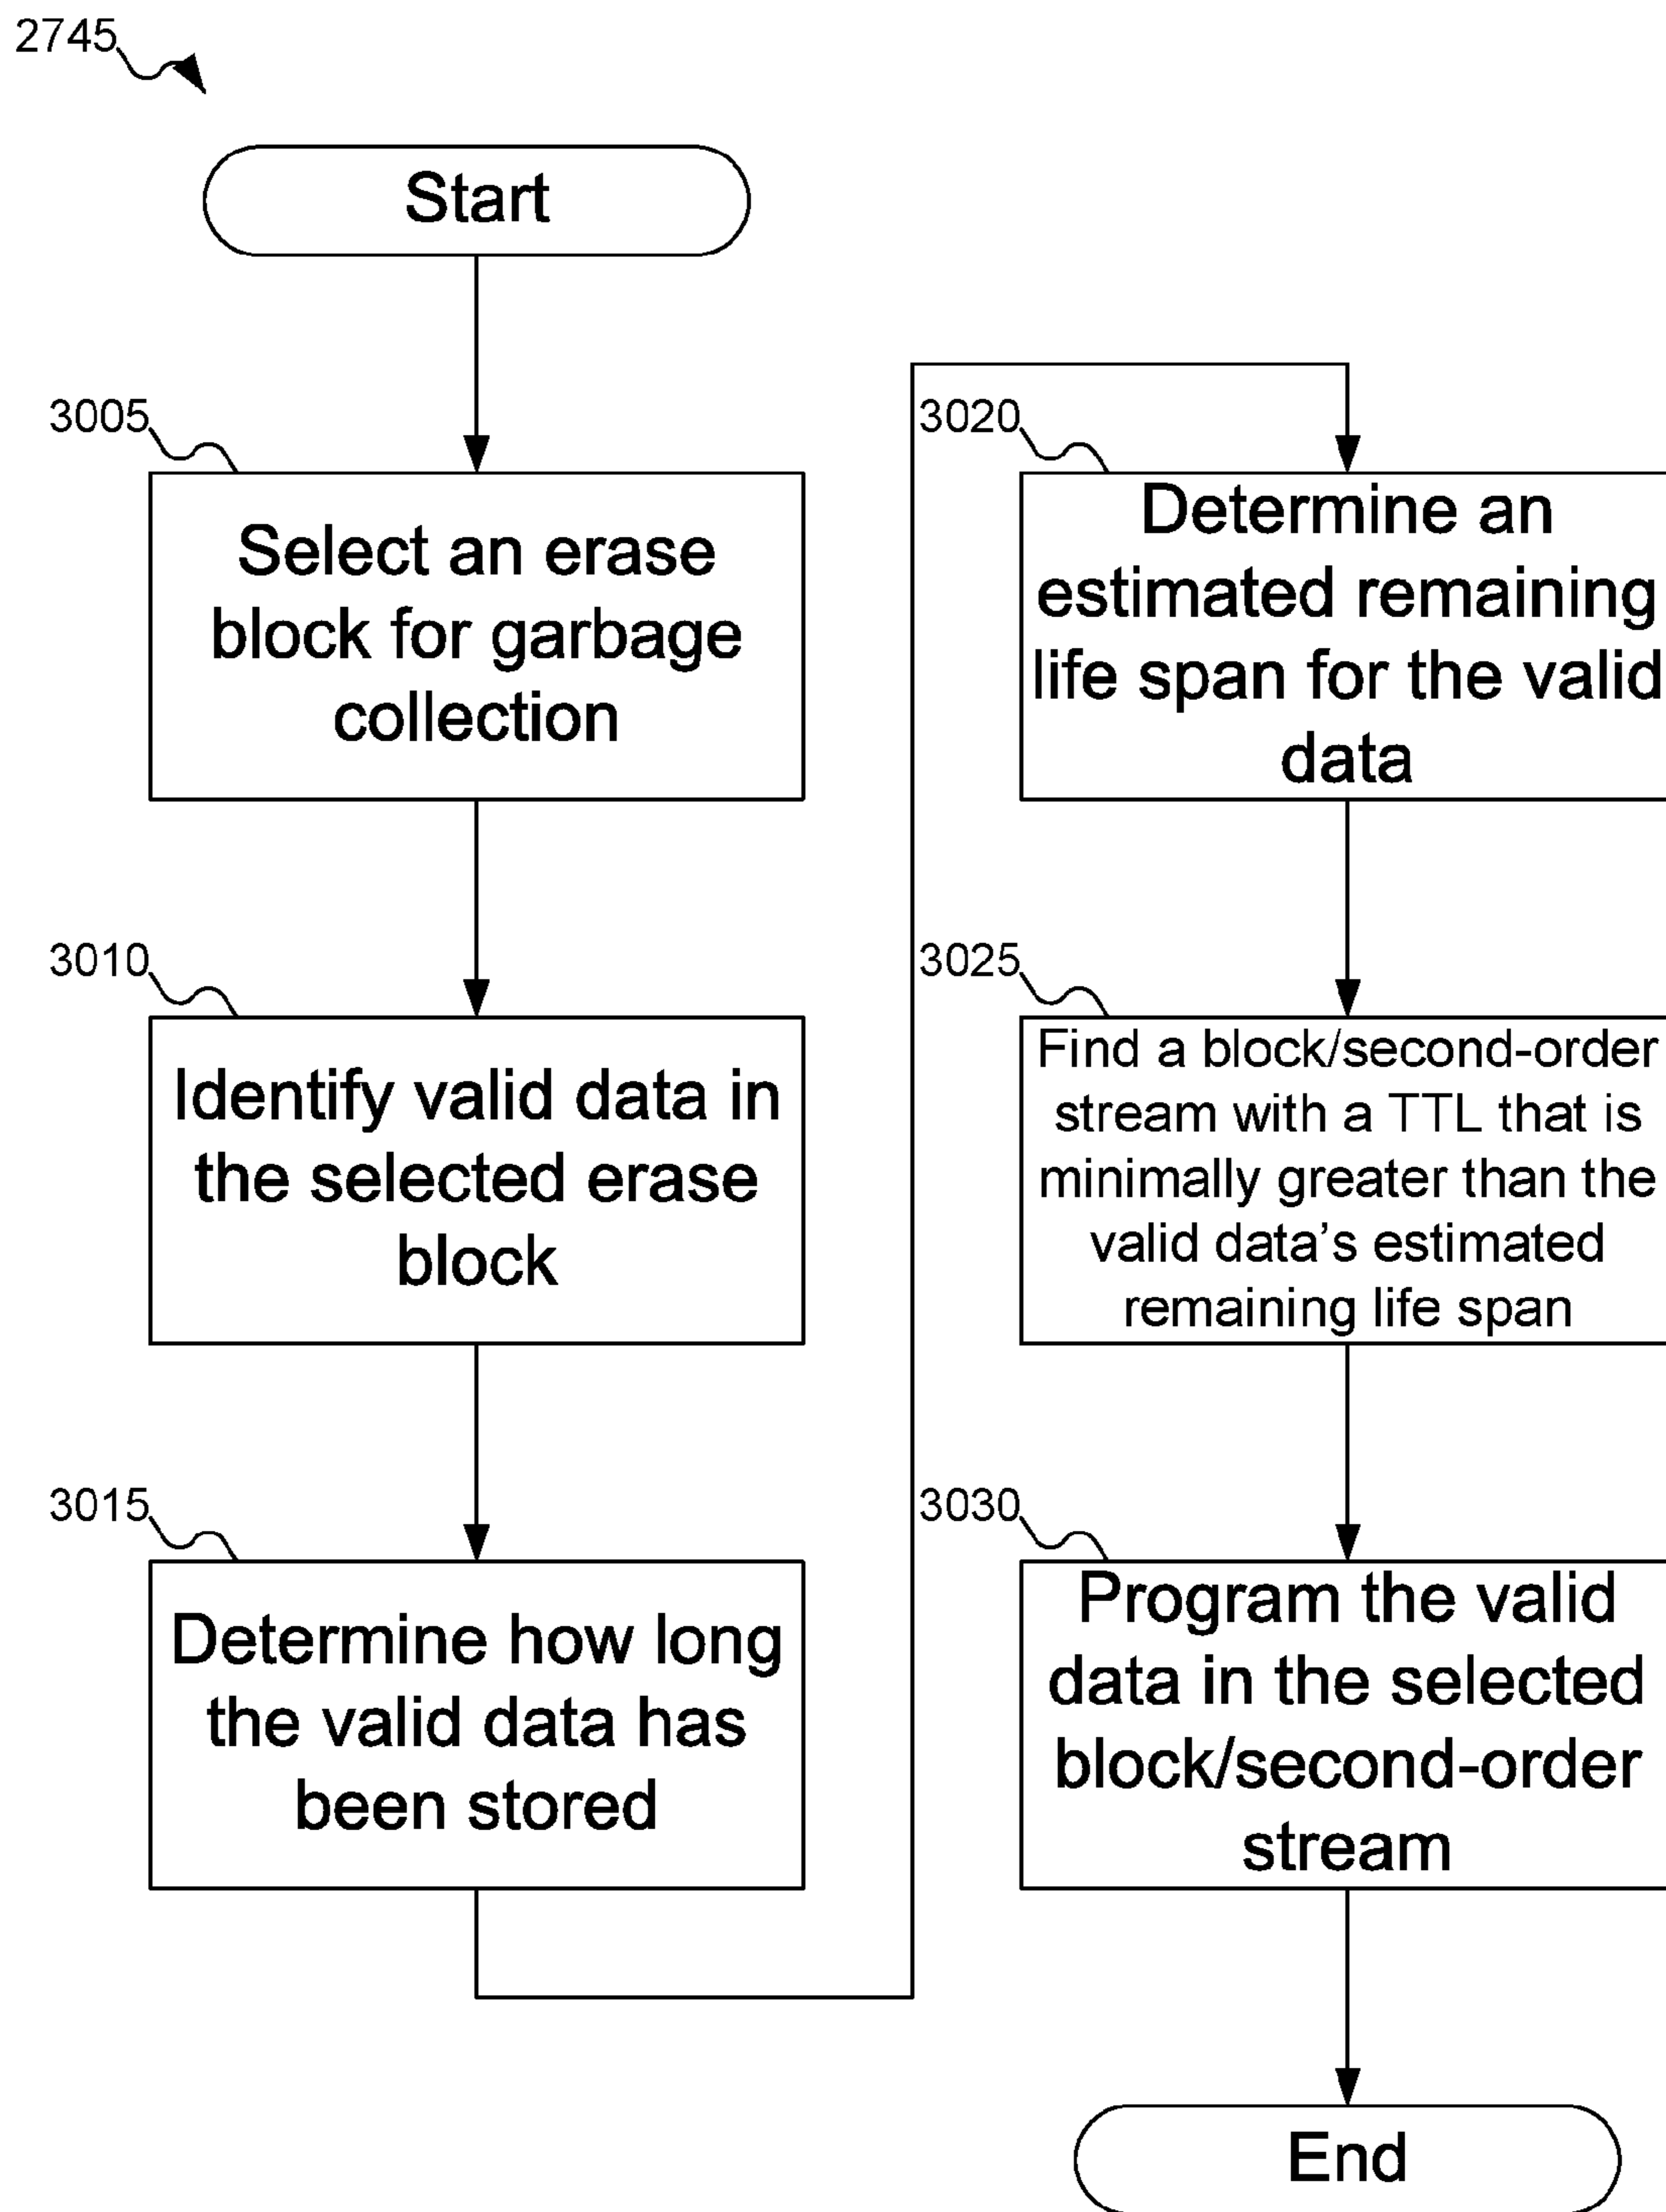 2745
Start
3005
Select an erase
block for garbage
collection
3010
Identify valid data in
the selected erase
block
3015
Determine how long
the valid data has
been stored
3020
Determine an
estimated remaining
life span for the valid
data
3025
Find a block/second-order
stream with a TTL that is
minimally greater than the
valid data's estimated
remaining life span
3030
Program the valid
data in the selected
block/second-order
stream
End